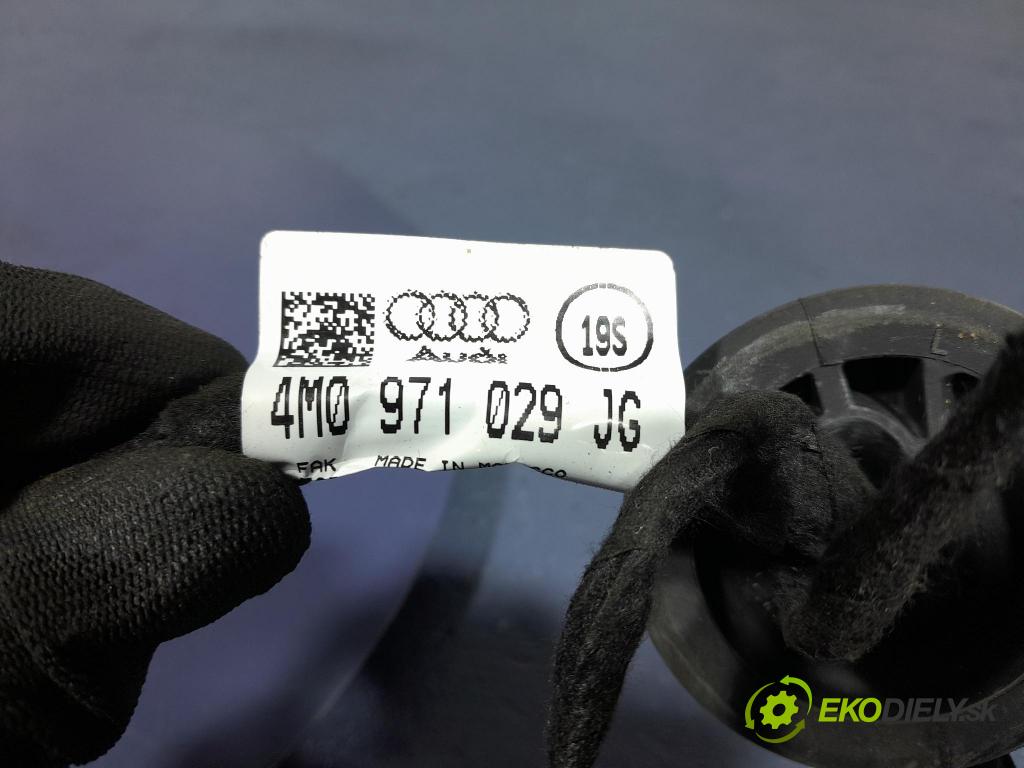 19S
Audi
4M0 971 029 JG
FAK MADE IN
L
EKODIELY.sk